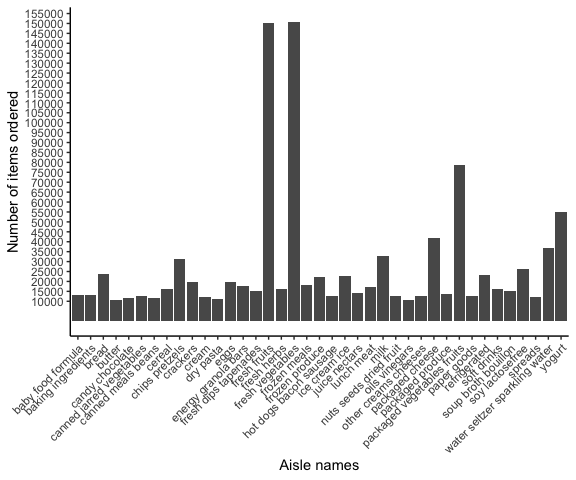 155000
150000
145000
140000
135000
130000
125000
120000
115000
110000
105000
100000
95000
90000
85000
80000
75000
70000
65000
60000
55000
50000
45000
40000
35000
30000
25000
20000
15000
10000
Number of items ordered
baby food formula
baking ingredients
bread
butter
candy chocolate
canned jarred vegetables
canned meals beans
cereal
chips pretzels
crackers
cream
dry pasta
eggs
energy granola bars
fresh dips tapenades
fresh fruits
fresh herbs
fresh vegetables
frozen meals
frozen produce
hot dogs bacon sausage
ice cream ice
juice nectars
lunch meat
milk
nuts seeds dried fruit
oils vinegars
other creams cheeses
packaged cheese
packaged produce
packaged vegetables fruits
paper goods
refrigerated
soft drinks
soup broth bouillon
soy lactosefree
spreads
water seltzer sparkling water
yogurt
Aisle names